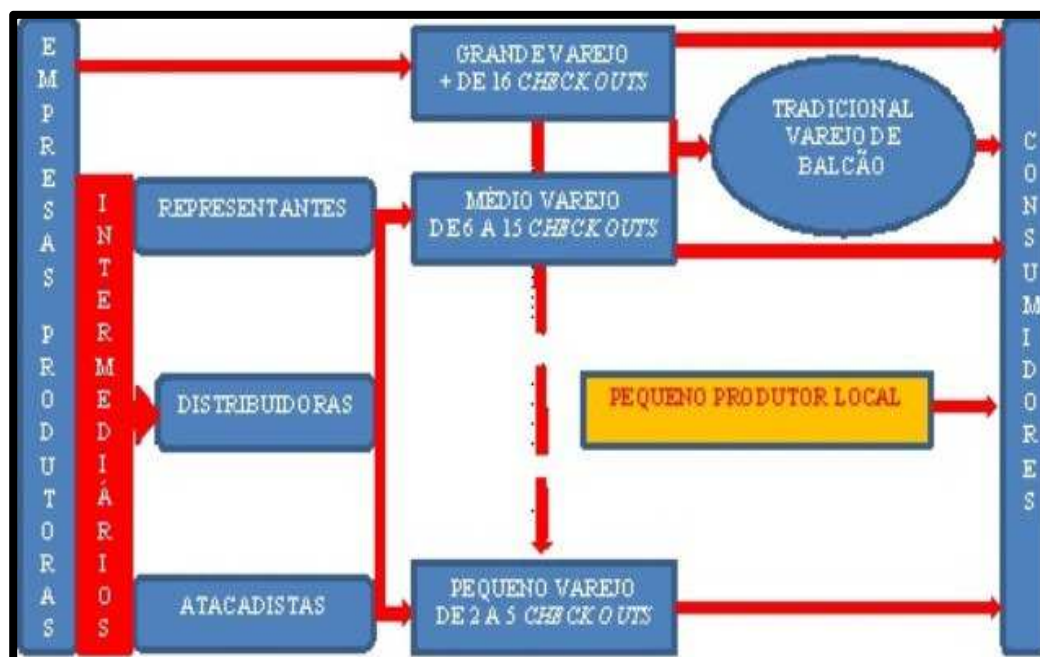 EMPRESAS PRODUTORAS
INTERMEDIÁRIOS
REPRESENTANTES
DISTRIBUIDORAS
ATACADISTAS
GRANDE VAREJO
+ DE 16 CHECK OUTS
MÉDIO VAREJO
DE 6 A 15 CHECK OUTS
PEQUENO VAREJO
DE 2 A 5 CHECK OUTS
TRADICIONAL
VAREJO DE
BALCÃO
PEQUENO PRODUTOR LOCAL
CONSUMIDORES